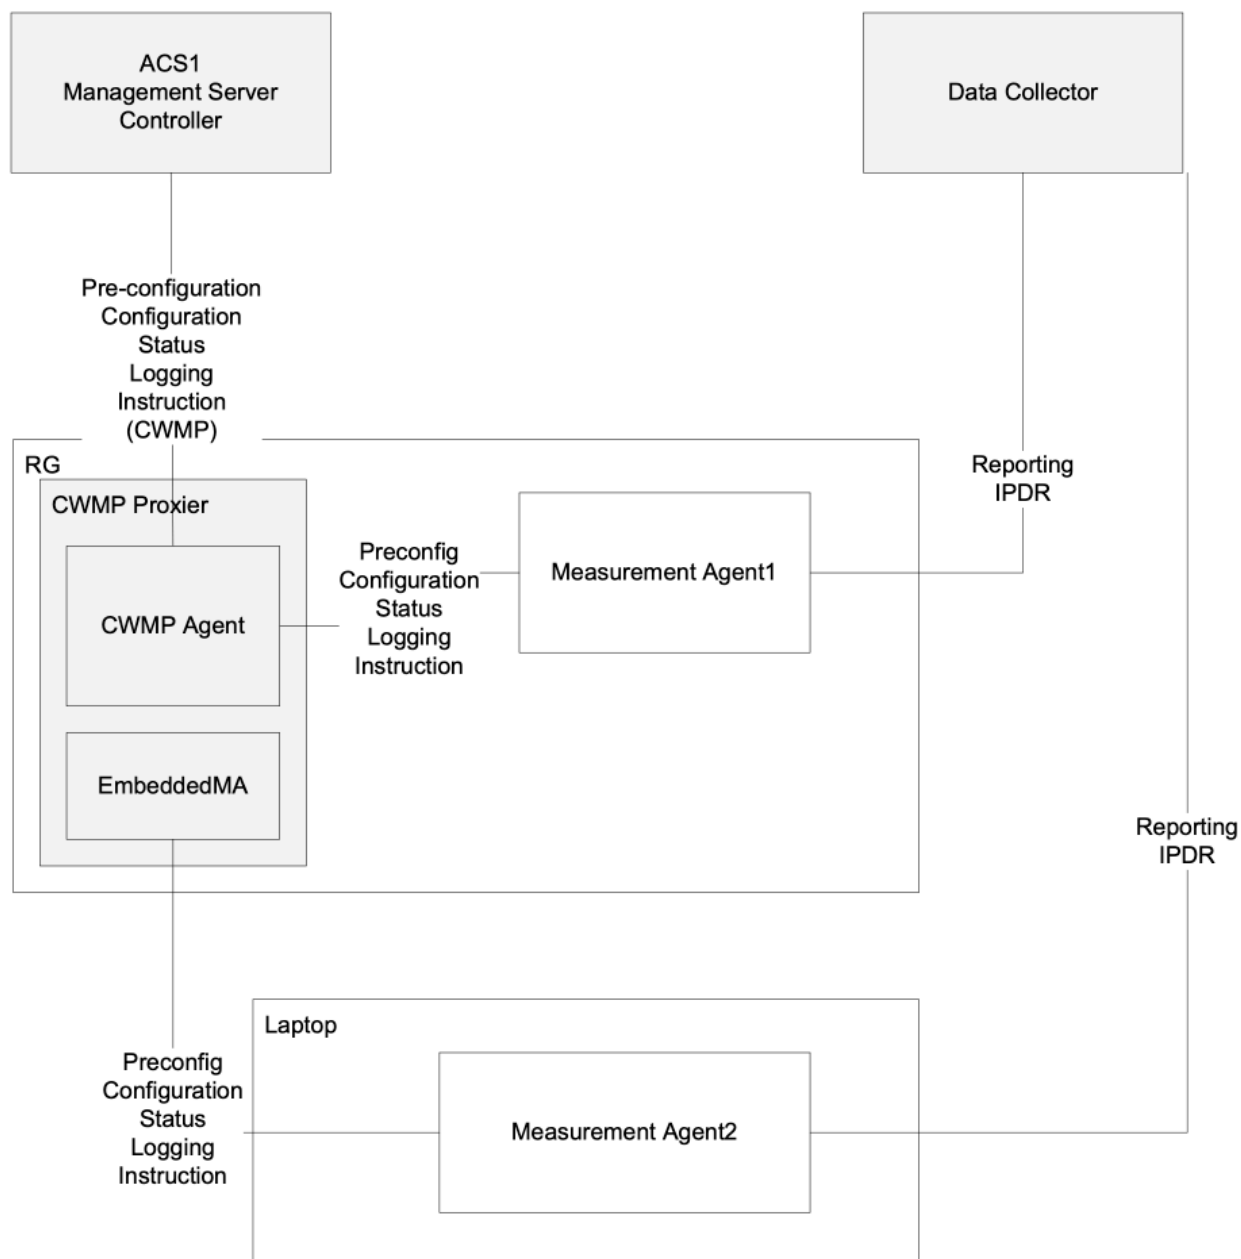 ACS1
Management Server
Controller
Data Collector
Pre-configuration
Configuration
Status
Logging
Instruction
(CWMP)
RG
CWMP Proxier
CWMP Agent
Preconfig
Configuration
Status
Logging
Instruction
Measurement Agent1
Reporting
IPDR
EmbeddedMA
Reporting
IPDR
Laptop
Preconfig
Configuration
Status
Logging
Instruction
Measurement Agent2